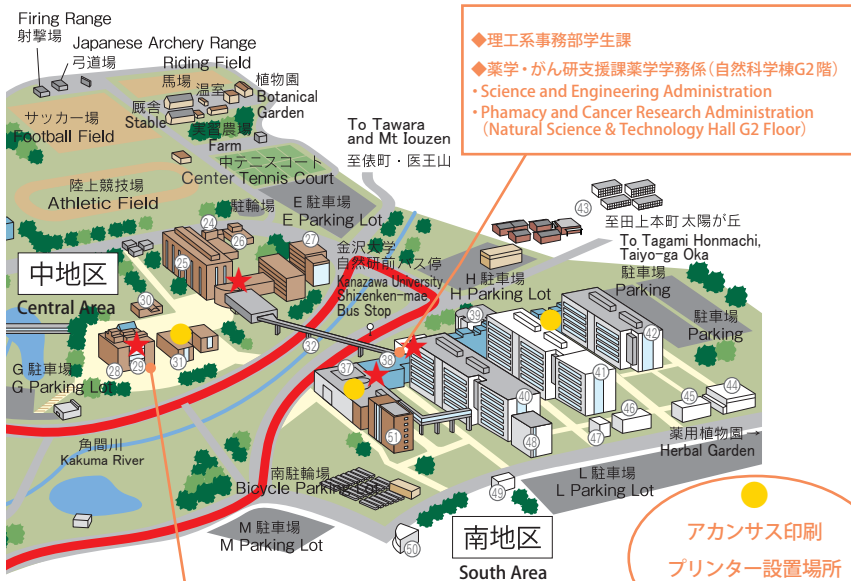 Firing Range
射撃場
Japanese Archery Range
弓道場
Riding Field
馬場
温室
植物園
Botanical
Garden
厩舎
Stable
実習農場
Farm
サッカー場
Football Field
中テニスコート
Center Tennis Court
陸上競技場
Athletic Field
駐輪場
E 駐車場
E Parking Lot
To Tawara
and Mt Iouzen
至俵町・医王山
◆理工系事務部学生課
◆薬学・がん研支援課薬学学務係(自然科学棟G2階)
・Science and Engineering Administration
・Phamacy and Cancer Research Administration
(Natural Science & Technology Hall G2 Floor)
43
至田上本町太陽が丘
To Tagami Honmachi,
Taiyo-ga Oka
駐車場
Parking
駐車場
Parking
H 駐車場
H Parking Lot
金沢大学
自然研前バス停
Kanazawa University
Shizenken-mae
Bus Stop
中地区
Central Area
24
25
26
27
30
28
29
31
32
37
38
39
40
41
42
44
45
46
47
48
49
50
51
G 駐車場
G Parking Lot
角間川
Kakuma River
南駐輪場
Bicycle Parking Lot
M 駐車場
M Parking Lot
L 駐車場
L Parking Lot
薬用植物園→
Herbal Garden
南地区
South Area
アカンサス印刷
プリンター設置場所